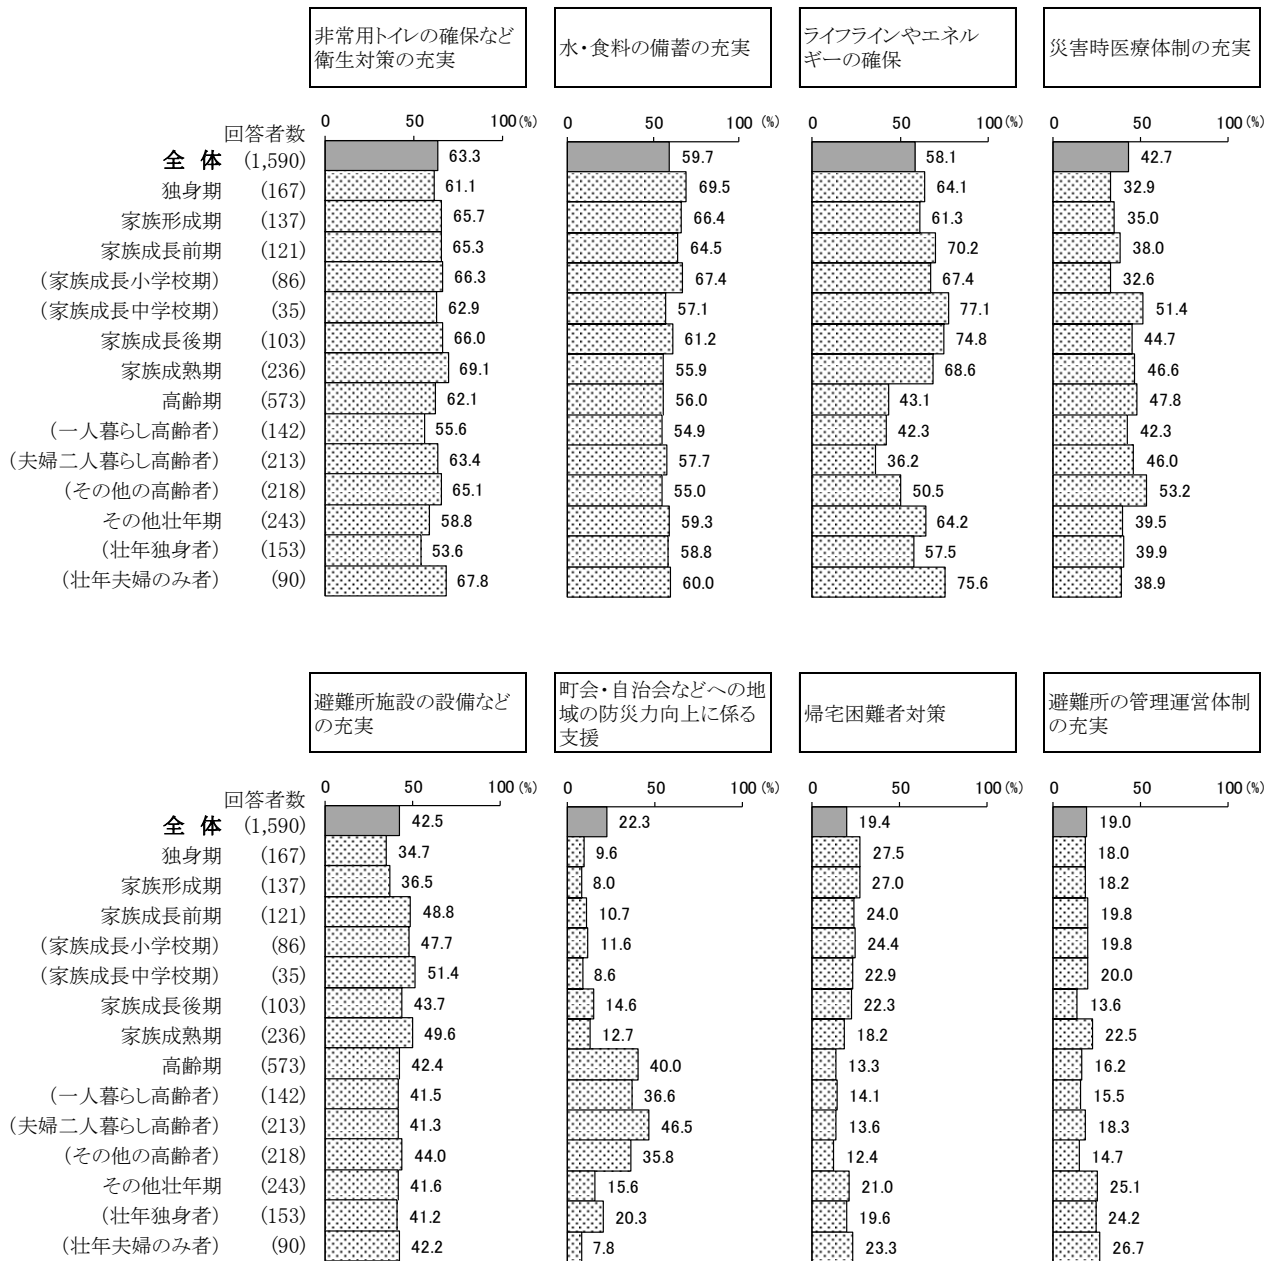 非常用トイレの確保など
衛生対策の充実
水・食料の備蓄の充実
ライフラインやエネル
ギーの確保
災害時医療体制の充実
0 50 100 (%) 0 50 100 (%) 0 50 100 (%) 0 50 100 (%)
回答者数
全 体 (1,590) 63.3 59.7 58.1 42.7
独身期 (167) 61.1 69.5 64.1 32.9
家族形成期 (137) 65.7 66.4 61.3 35.0
家族成長前期 (121) 65.3 64.5 70.2 38.0
(家族成長小学校期) (86) 66.3 67.4 67.4 32.6
(家族成長中学校期) (35) 62.9 57.1 77.1 51.4
家族成長後期 (103) 66.0 61.2 74.8 44.7
家族成熟期 (236) 69.1 55.9 68.6 46.6
高齢期 (573) 62.1 56.0 43.1 47.8
(一人暮らし高齢者) (142) 55.6 54.9 42.3 42.3
(夫婦二人暮らし高齢者) (213) 63.4 57.7 36.2 46.0
(その他の高齢者) (218) 65.1 55.0 50.5 53.2
その他壮年期 (243) 58.8 59.3 64.2 39.5
(壮年独身者) (153) 53.6 58.8 57.5 39.9
(壮年夫婦のみ者) (90) 67.8 60.0 75.6 38.9
避難所施設の設備など
の充実
町会・自治会などへの地
域の防災力向上に係る
支援
帰宅困難者対策
避難所の管理運営体制
の充実
0 50 100 (%) 0 50 100 (%) 0 50 100 (%) 0 50 100 (%)
回答者数
全 体 (1,590) 42.5 22.3 19.4 19.0
独身期 (167) 34.7 9.6 27.5 18.0
家族形成期 (137) 36.5 8.0 27.0 18.2
家族成長前期 (121) 48.8 10.7 24.0 19.8
(家族成長小学校期) (86) 47.7 11.6 24.4 19.8
(家族成長中学校期) (35) 51.4 8.6 22.9 20.0
家族成長後期 (103) 43.7 14.6 22.3 13.6
家族成熟期 (236) 49.6 12.7 18.2 22.5
高齢期 (573) 42.4 40.0 13.3 16.2
(一人暮らし高齢者) (142) 41.5 36.6 14.1 15.5
(夫婦二人暮らし高齢者) (213) 41.3 46.5 13.6 18.3
(その他の高齢者) (218) 44.0 35.8 12.4 14.7
その他壮年期 (243) 41.6 15.6 21.0 25.1
(壮年独身者) (153) 41.2 20.3 19.6 24.2
(壮年夫婦のみ者) (90) 42.2 7.8 23.3 26.7